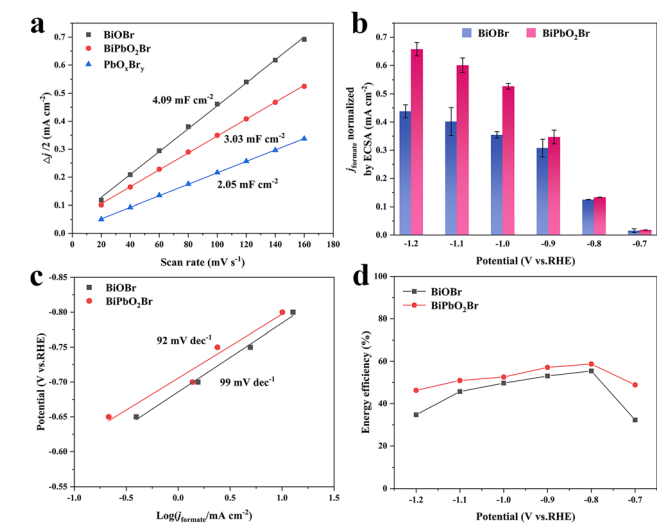 a
BiOBr
BiPbO₂Br
PbOₓBrᵧ
4.09 mF cm⁻²
3.03 mF cm⁻²
2.05 mF cm⁻²
△j /2 (mA cm⁻²)
0.7
0.6
0.5
0.4
0.3
0.2
0.1
0.0
0 20 40 60 80 100 120 140 160 180
Scan rate (mV s⁻¹)
b
BiOBr BiPbO₂Br
j formate normalized
by ECSA (mA cm⁻²)
0.7
0.6
0.5
0.4
0.3
0.2
0.1
0.0
-1.2 -1.1 -1.0 -0.9 -0.8 -0.7
Potential (V vs.RHE)
c
BiOBr
BiPbO₂Br
92 mV dec⁻¹
99 mV dec⁻¹
Potential (V vs.RHE)
-0.85
-0.80
-0.75
-0.70
-0.65
-0.60
-0.55
-1.0 -0.5 0.0 0.5 1.0 1.5
Log(j formate/mA cm⁻²)
d
BiOBr
BiPbO₂Br
Energy efficiency (%)
100
80
60
40
20
0
-1.2 -1.1 -1.0 -0.9 -0.8 -0.7
Potential (V vs.RHE)